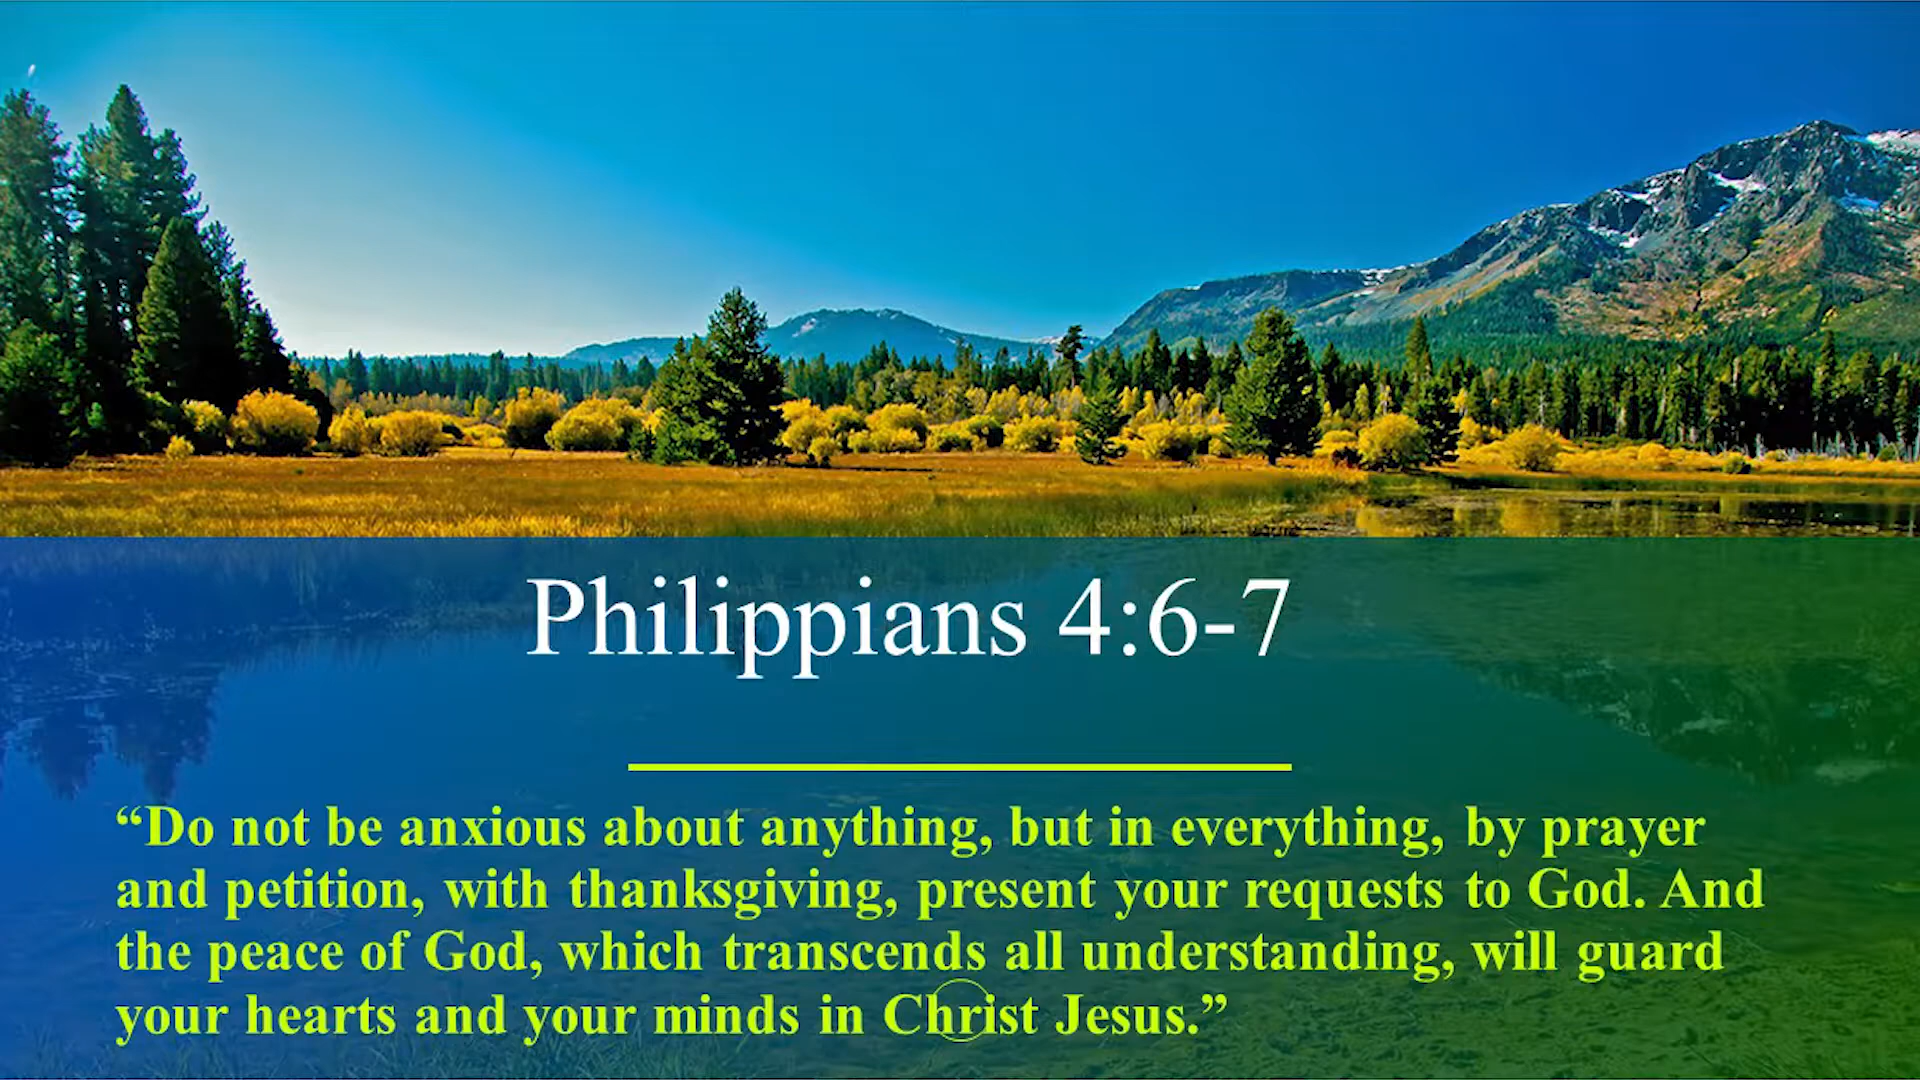 Philippians 4:6-7
“Do not be anxious about anything, but in everything, by prayer
and petition, with thanksgiving, present your requests to God. And
the peace of God, which transcends all understanding, will guard
your hearts and your minds in Christ Jesus.”